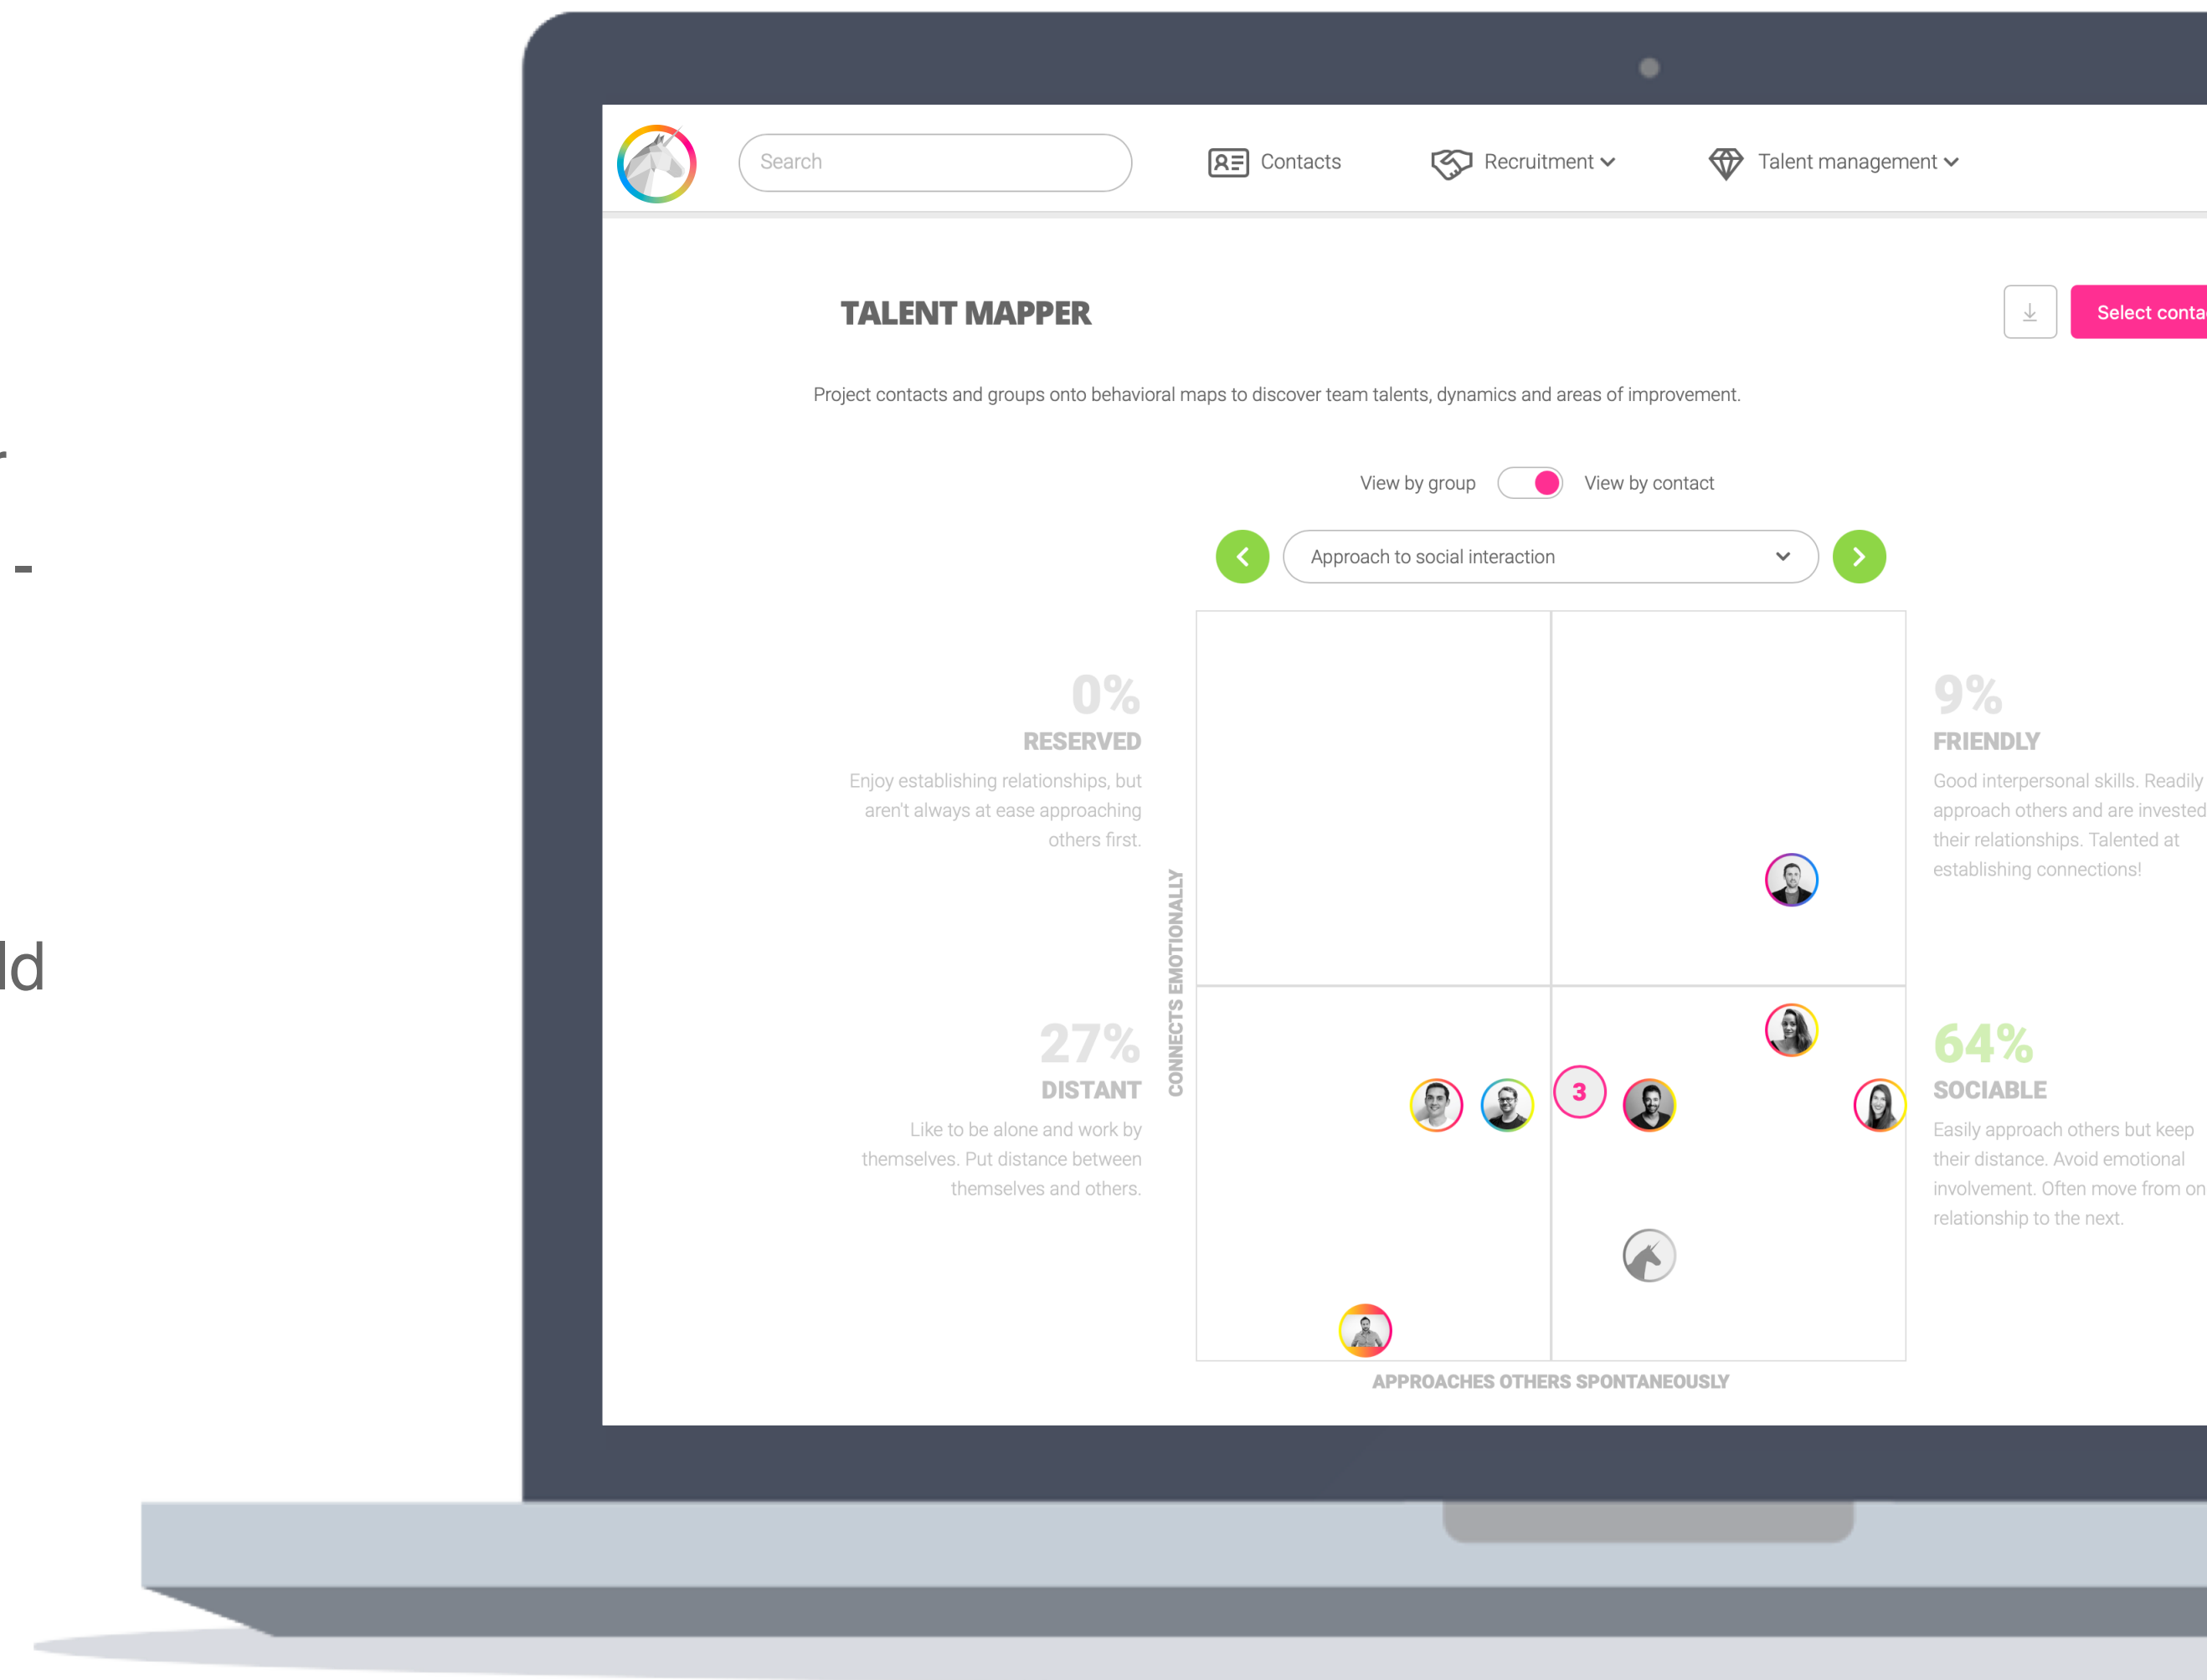 Search
Contacts
Recruitment
Talent management
TALENT MAPPER
Select conta
Project contacts and groups onto behavioral maps to discover team talents, dynamics and areas of improvement.
r
-
ld
View by group
View by contact
Approach to social interaction
0%
RESERVED
Enjoy establishing relationships, but
aren't always at ease approaching
others first.
9%
FRIENDLY
Good interpersonal skills. Readily
approach others and are invested
their relationships. Talented at
establishing connections!
CONNECTS EMOTIONALLY
27%
DISTANT
Like to be alone and work by
themselves. Put distance between
themselves and others.
3
64%
SOCIABLE
Easily approach others but keep
their distance. Avoid emotional
involvement. Often move from on
relationship to the next.
APPROACHES OTHERS SPONTANEOUSLY